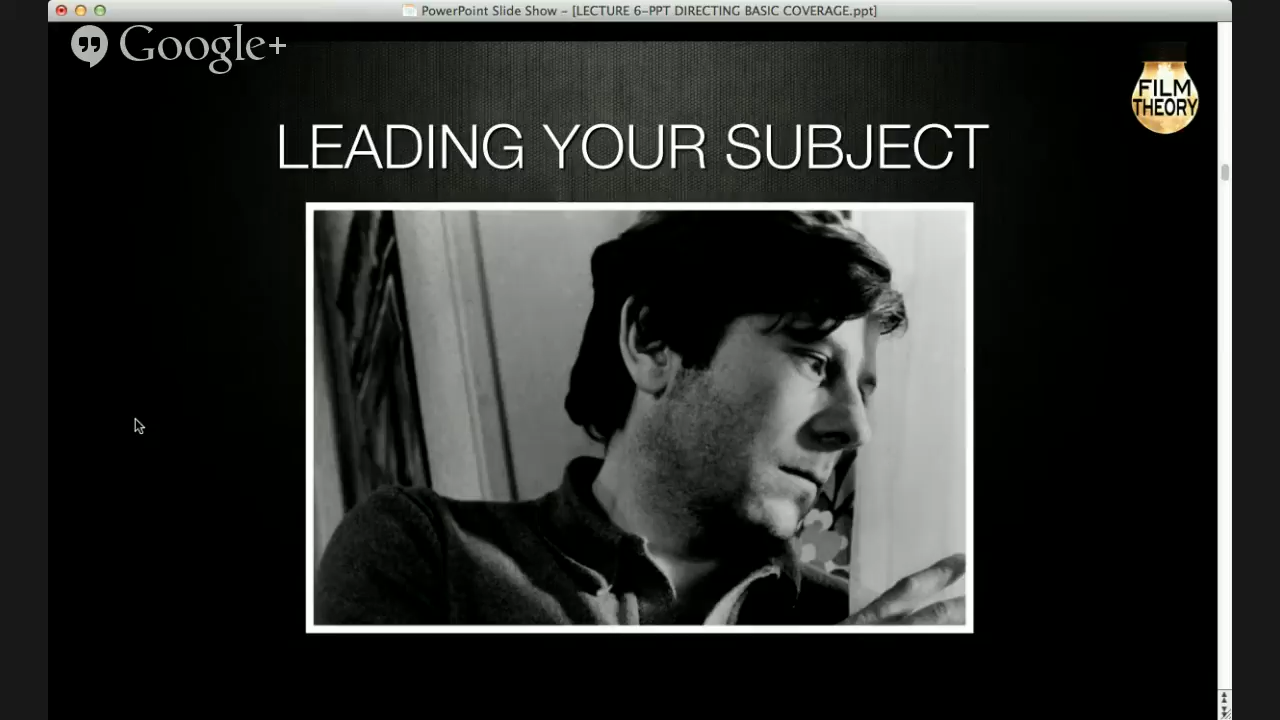 PowerPoint Slide Show – [LECTURE 6-PPT DIRECTING BASIC COVERAGE.ppt]
Google+
FILM
THEORY
LEADING YOUR SUBJECT